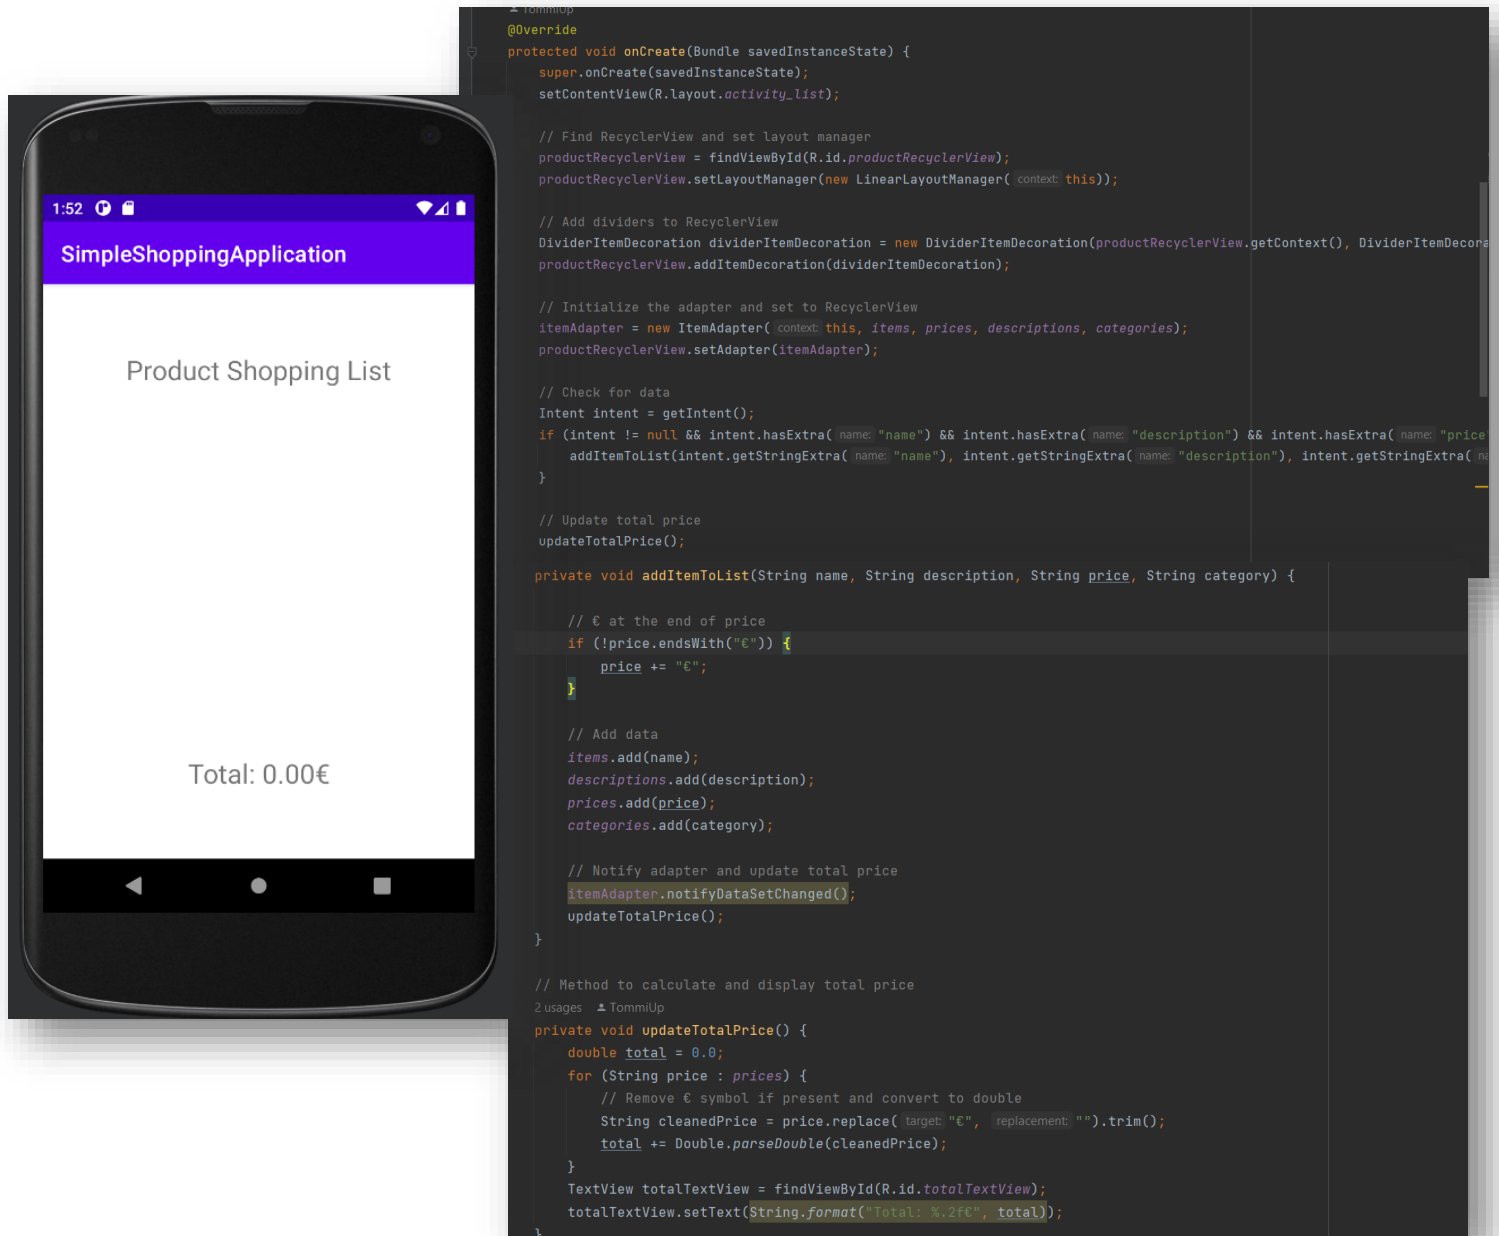 1:52
SimpleShoppingApplication
Product Shopping List
Total: 0.00€
TommiUp
@Override
protected void onCreate(Bundle savedInstanceState) {
super.onCreate(savedInstanceState);
setContentView(R.layout.activity_list);
// Find RecyclerView and set layout manager
productRecyclerView = findViewById(R.id.productRecyclerView);
productRecyclerView.setLayoutManager(new LinearLayoutManager( context: this));
// Add dividers to RecyclerView
DividerItemDecoration dividerItemDecoration = new DividerItemDecoration(productRecyclerView.getContext(), DividerItemDecora
productRecyclerView.addItemDecoration(dividerItemDecoration);
// Initialize the adapter and set to RecyclerView
itemAdapter = new ItemAdapter( context: this, items, prices, descriptions, categories);
productRecyclerView.setAdapter(itemAdapter);
// Check for data
Intent intent = getIntent();
if (intent != null && intent.hasExtra( name: "name") && intent.hasExtra( name: "description") && intent.hasExtra( name: "price"
addItemToList(intent.getStringExtra( name: "name"), intent.getStringExtra( name: "description"), intent.getStringExtra( na
}
// Update total price
updateTotalPrice();
private void addItemToList(String name, String description, String price, String category) {
// € at the end of price
if (!price.endsWith("€")) {
price += "€";
}
// Add data
items.add(name);
descriptions.add(description);
prices.add(price);
categories.add(category);
// Notify adapter and update total price
itemAdapter.notifyDataSetChanged();
updateTotalPrice();
}
// Method to calculate and display total price
2 usages TommiUp
private void updateTotalPrice() {
double total = 0.0;
for (String price : prices) {
// Remove € symbol if present and convert to double
String cleanedPrice = price.replace( target: "€", replacement: "").trim();
total += Double.parseDouble(cleanedPrice);
}
TextView totalTextView = findViewById(R.id.totalTextView);
totalTextView.setText(String.format("Total: %.2f€", total));
}